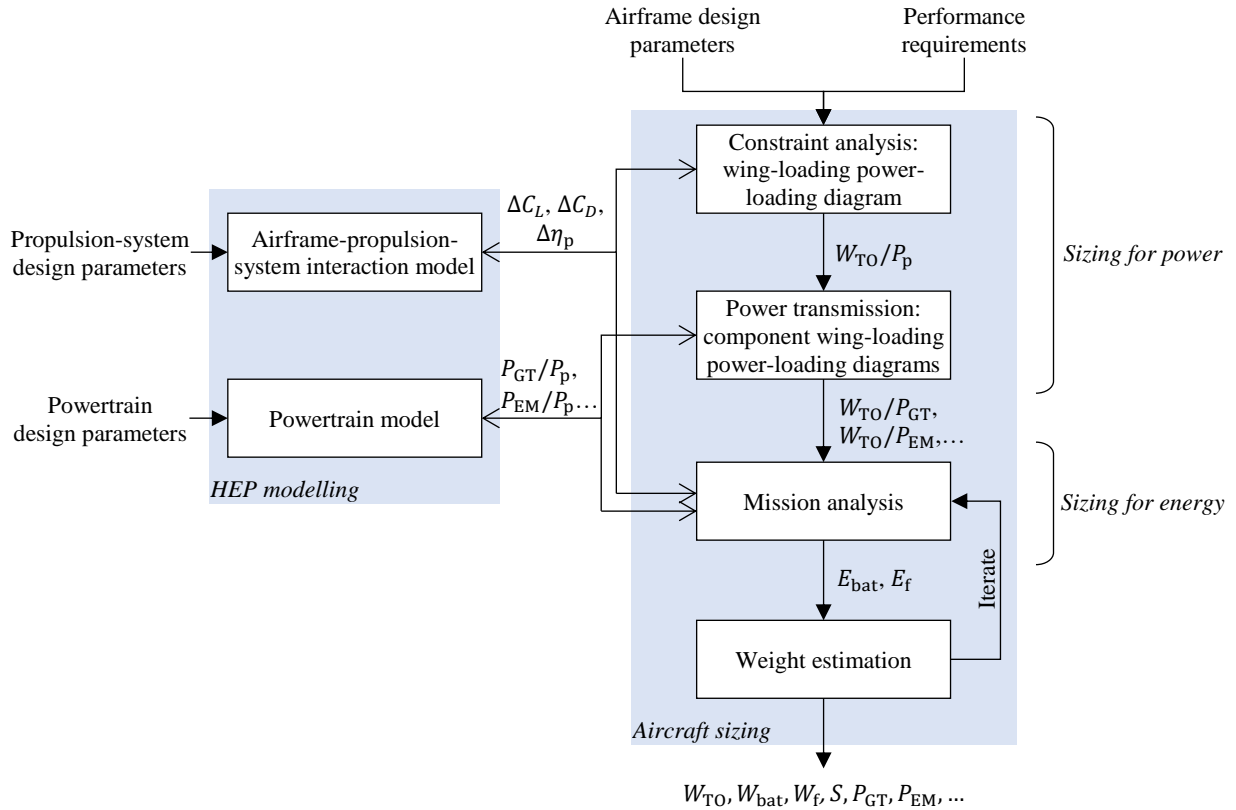 Airframe design
parameters
Performance
requirements
Constraint analysis:
wing-loading power-
loading diagram
Sizing for power
Propulsion-system
design parameters
Airframe-propulsion-
system interaction model
Δ𝐶_L, Δ𝐶_D,
Δη_p
W_TO/P_p
Power transmission:
component wing-loading
power-loading diagrams
Powertrain
design parameters
Powertrain model
P_GT/P_p,
P_EM/P_p…
HEP modelling
W_TO/P_GT,
W_TO/P_EM,…
Mission analysis
Sizing for energy
E_bat, E_f
Iterate
Weight estimation
Aircraft sizing
W_TO, W_bat, W_f, S, P_GT, P_EM, …